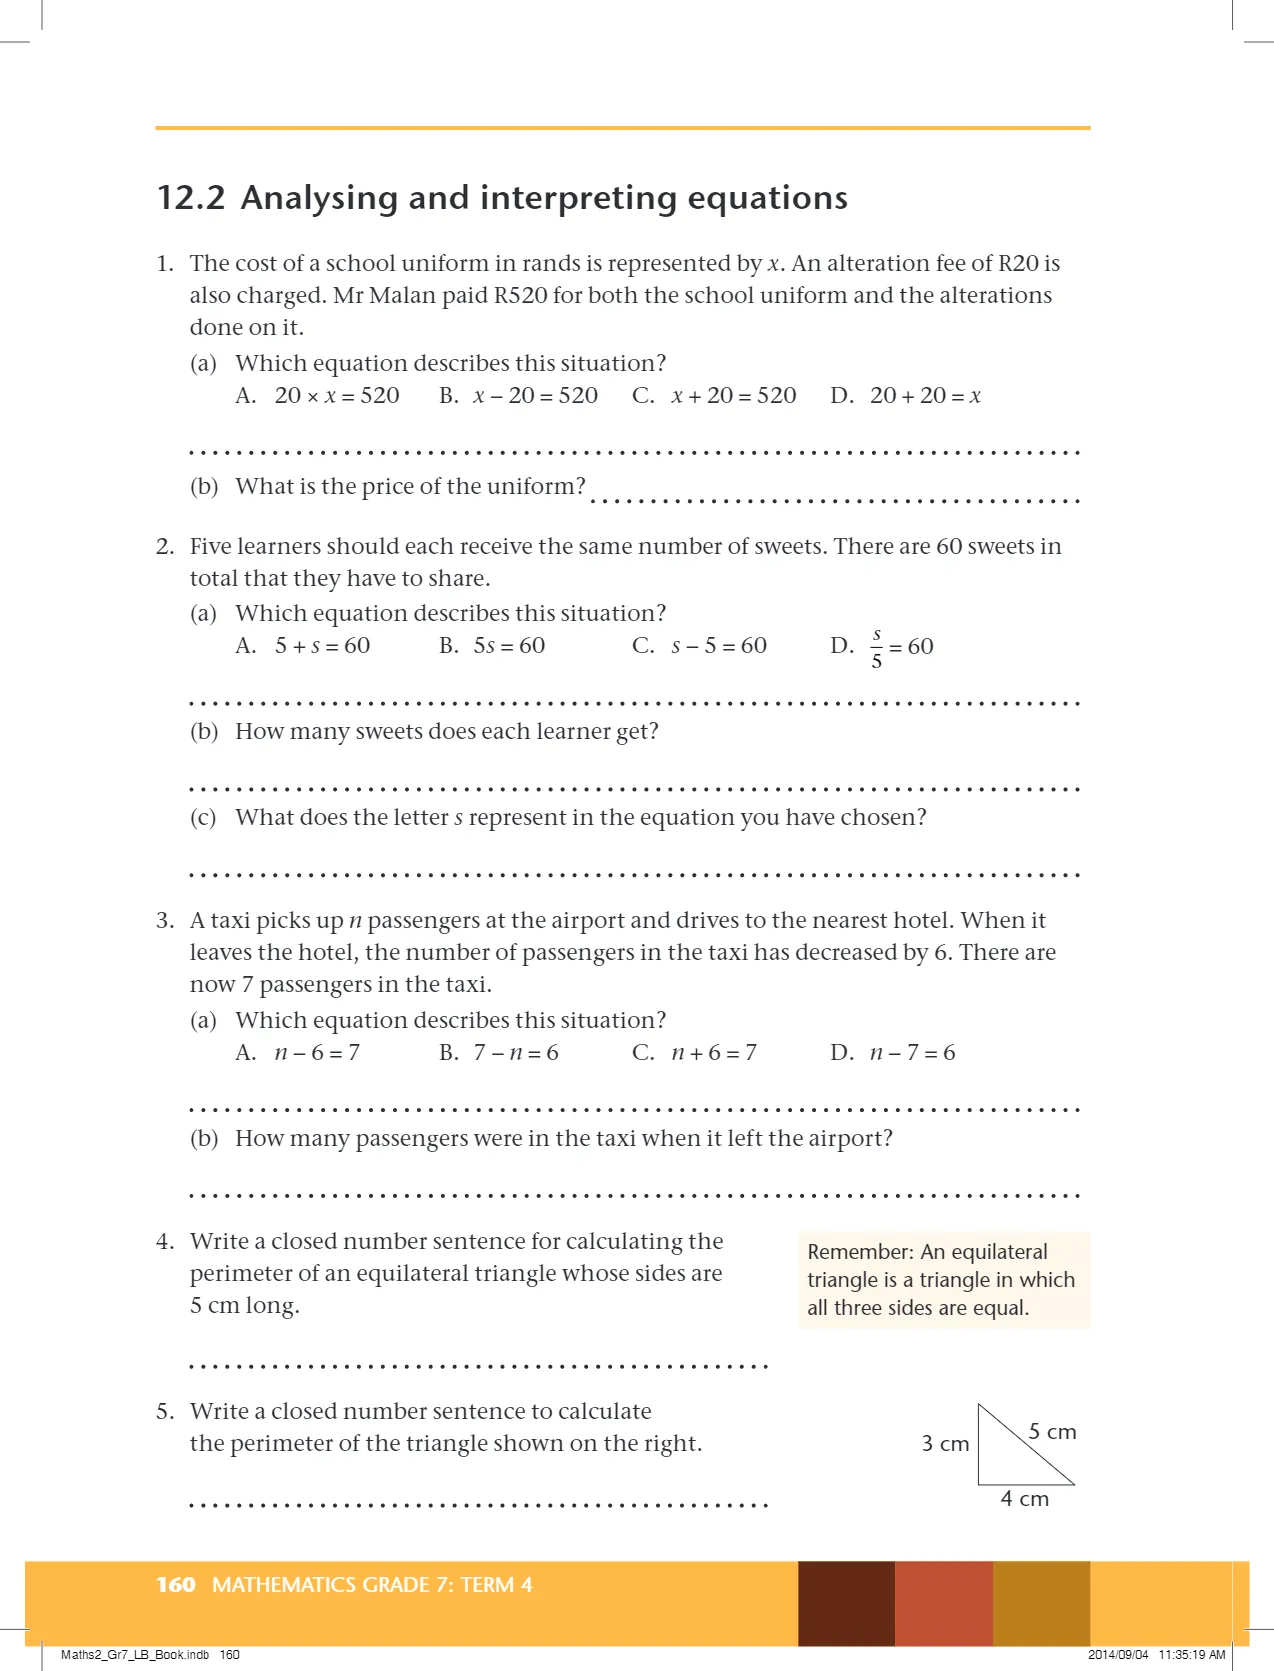 12.2 Analysing and interpreting equations
1. The cost of a school uniform in rands is represented by x. An alteration fee of R20 is
also charged. Mr Malan paid R520 for both the school uniform and the alterations
done on it.
(a) Which equation describes this situation?
A. 20 × x = 520 B. x – 20 = 520 C. x + 20 = 520 D. 20 + 20 = x
(b) What is the price of the uniform?
2. Five learners should each receive the same number of sweets. There are 60 sweets in
total that they have to share.
(a) Which equation describes this situation?
A. 5 + s = 60 B. 5s = 60 C. s – 5 = 60 D. s/5 = 60
(b) How many sweets does each learner get?
(c) What does the letter s represent in the equation you have chosen?
3. A taxi picks up n passengers at the airport and drives to the nearest hotel. When it
leaves the hotel, the number of passengers in the taxi has decreased by 6. There are
now 7 passengers in the taxi.
(a) Which equation describes this situation?
A. n – 6 = 7 B. 7 – n = 6 C. n + 6 = 7 D. n – 7 = 6
(b) How many passengers were in the taxi when it left the airport?
4. Write a closed number sentence for calculating the
perimeter of an equilateral triangle whose sides are
5 cm long.
Remember: An equilateral
triangle is a triangle in which
all three sides are equal.
5. Write a closed number sentence to calculate
the perimeter of the triangle shown on the right.
5 cm
3 cm
4 cm
160 MATHEMATICS GRADE 7: TERM 4
Maths2_Gr7_LB_Book.indb 160
2014/09/04 11:35:19 AM